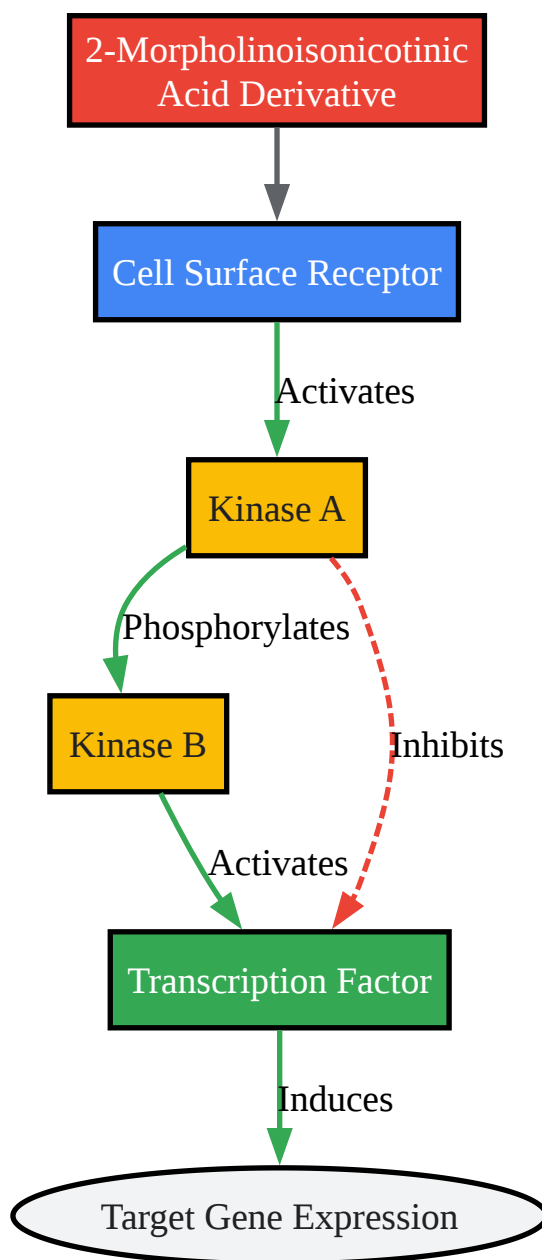 2-Morpholinoisonicotinic
Acid Derivative
Cell Surface Receptor
Activates
Kinase A
Phosphorylates
Kinase B
Inhibits
Activates
Transcription Factor
Induces
Target Gene Expression